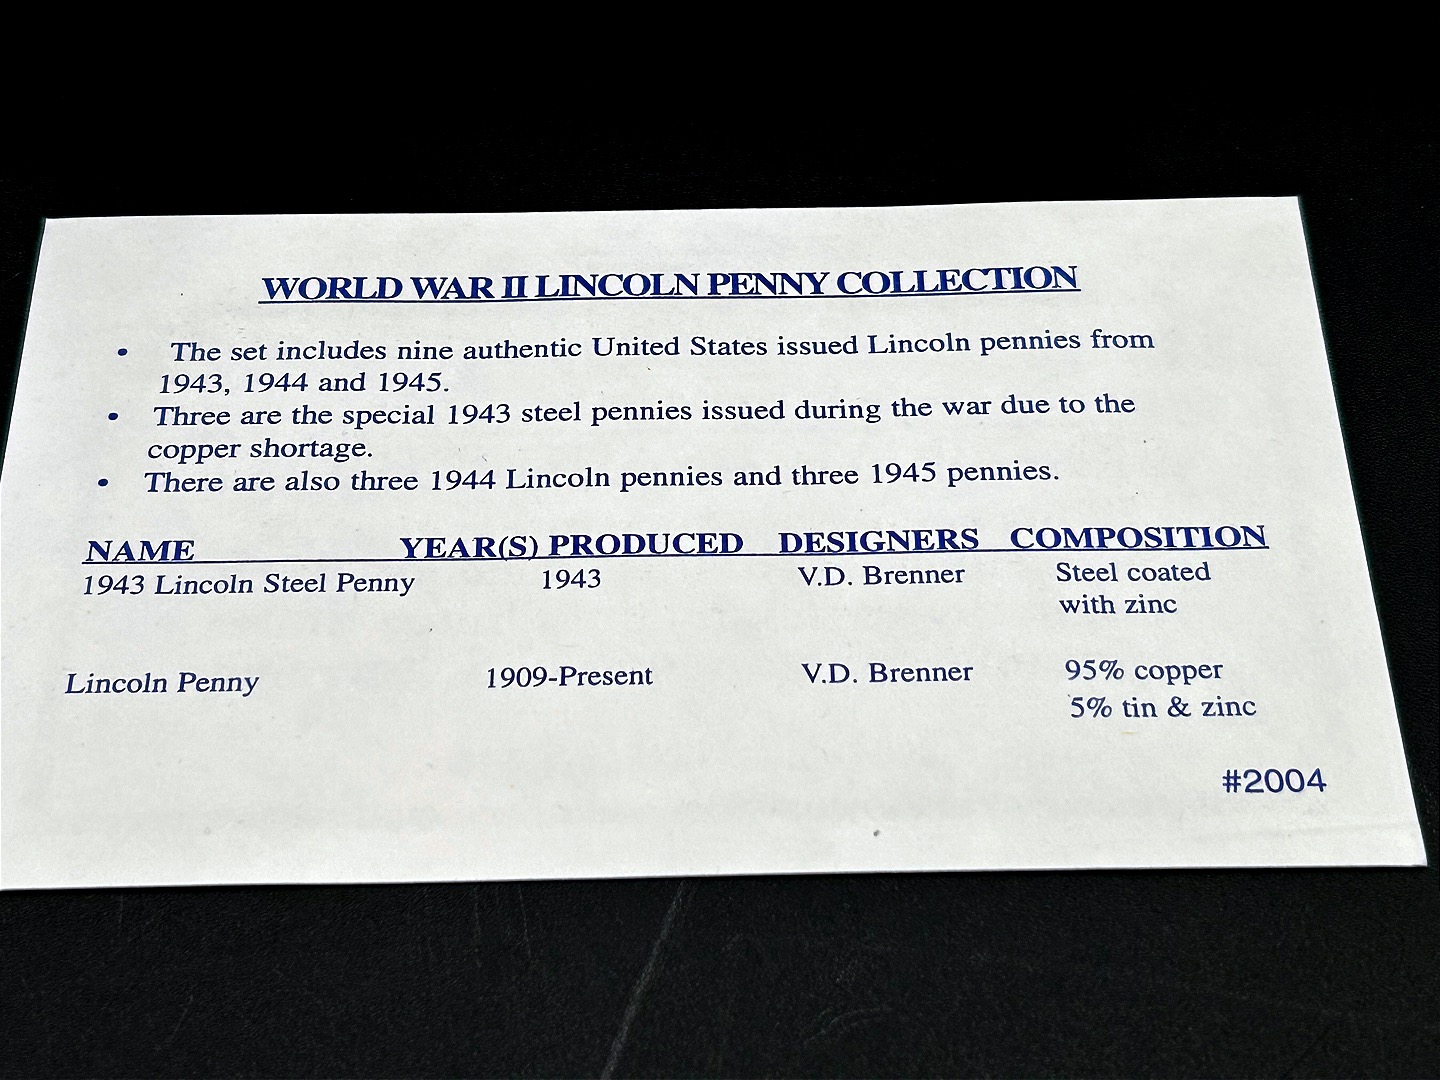 WORLD WAR II LINCOLN PENNY COLLECTION
• The set includes nine authentic United States issued Lincoln pennies from
1943, 1944 and 1945.
• Three are the special 1943 steel pennies issued during the war due to the
copper shortage.
• There are also three 1944 Lincoln pennies and three 1945 pennies.
NAME YEAR(S) PRODUCED DESIGNERS COMPOSITION
1943 Lincoln Steel Penny 1943 V.D. Brenner Steel coated
with zinc
Lincoln Penny 1909-Present V.D. Brenner 95% copper
5% tin & zinc
#2004